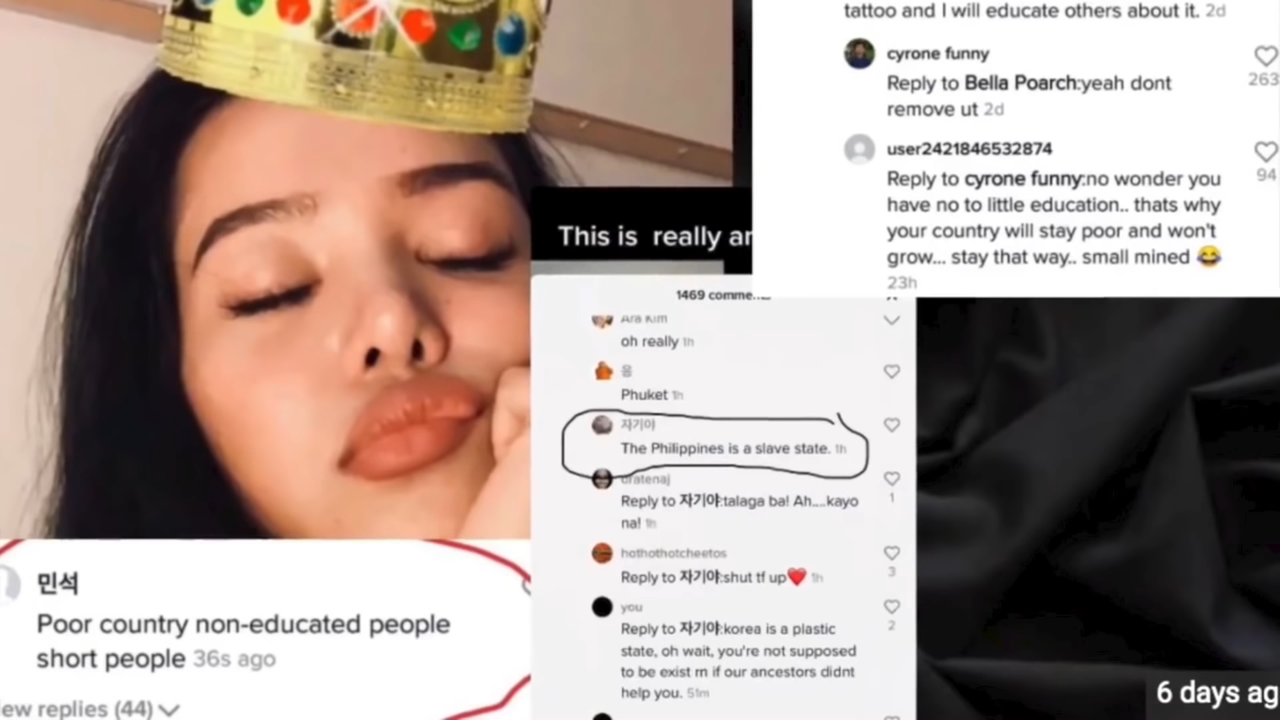 tattoo and I will educate others about it. 2d
cyrone funny
Reply to Bella Poarch:yeah dont
remove ut 2d
263
user2421846532874
Reply to cyrone funny:no wonder you
have no to little education.. thats why
your country will stay poor and won't
grow... stay that way.. small mined 😂
23h
94
This is really
1469
Ara Kim
oh really 1h
Phuket 1h
자기야
The Philippines is a slave state. 1h
Reply to 자기야:talaga ba! Ah....kayo
na! 1h
1
hothothotcheetos
Reply to 자기야:shut tf up❤️ 1h
3
you
Reply to 자기야:korea is a plastic
state, oh wait, you're not supposed
to be exist rn if our ancestors didnt
help you. 51m
2
민석
Poor country non-educated people
short people 36s ago
replies (44)
6 days